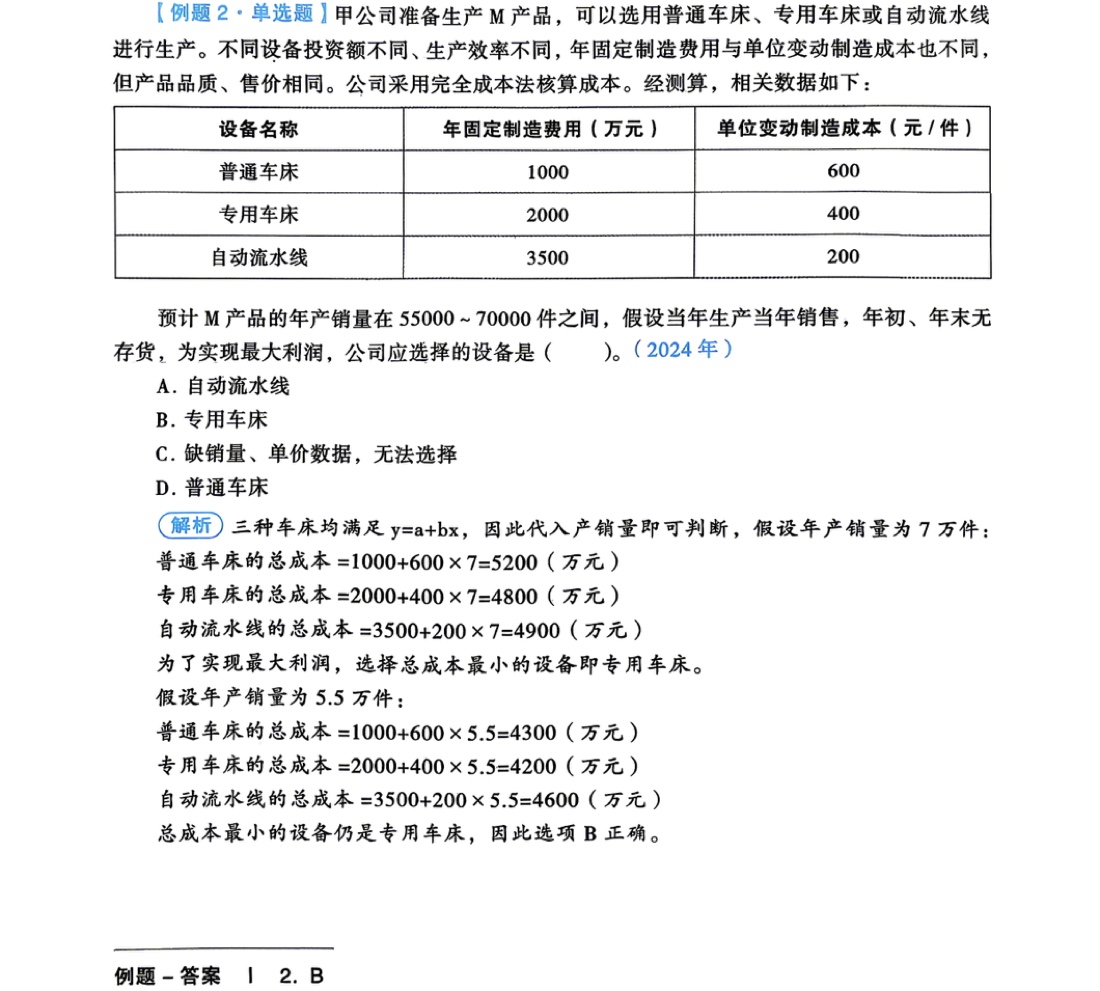 【例题2·单选题】甲公司准备生产 M 产品，可以选用普通车床、专用车床或自动流水线
进行生产。不同设备投资额不同、生产效率不同，年固定制造费用与单位变动制造成本也不同，
但产品品质、售价相同。公司采用完全成本法核算成本。经测算，相关数据如下：
设备名称 年固定制造费用（万元） 单位变动制造成本（元/件）
普通车床 1000 600
专用车床 2000 400
自动流水线 3500 200
预计 M 产品的年产销量在 55000 ~ 70000 件之间，假设当年生产当年销售，年初、年末无
存货，为实现最大利润，公司应选择的设备是（  ）。（2024 年）
A. 自动流水线
B. 专用车床
C. 缺销量、单价数据，无法选择
D. 普通车床
解析 三种车床均满足 y=a+bx，因此代入产销量即可判断，假设年产销量为 7 万件：
普通车床的总成本 =1000+600×7=5200（万元）
专用车床的总成本 =2000+400×7=4800（万元）
自动流水线的总成本 =3500+200×7=4900（万元）
为了实现最大利润，选择总成本最小的设备即专用车床。
假设年产销量为 5.5 万件：
普通车床的总成本 =1000+600×5.5=4300（万元）
专用车床的总成本 =2000+400×5.5=4200（万元）
自动流水线的总成本 =3500+200×5.5=4600（万元）
总成本最小的设备仍是专用车床，因此选项 B 正确。
例题 – 答案 | 2. B